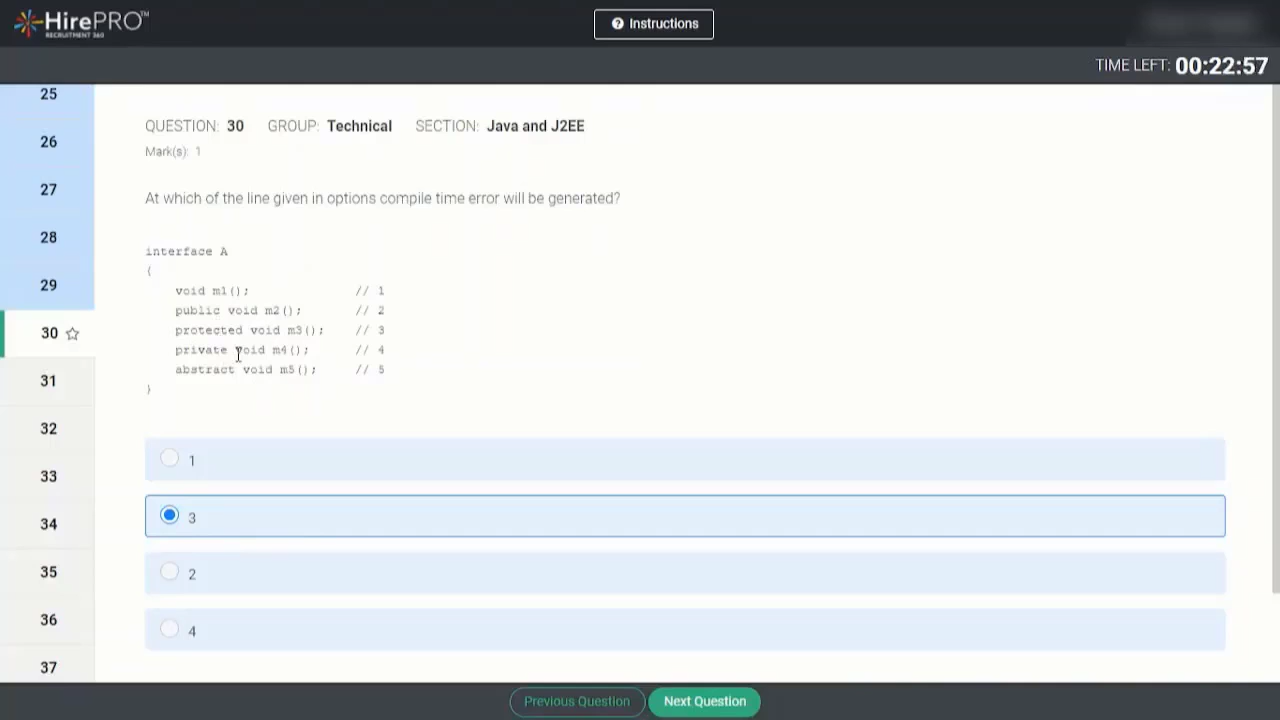 HirePRO™
RECRUITMENT 360
Instructions
TIME LEFT: 00:22:57
25
26
27
28
29
30
31
32
33
34
35
36
37
QUESTION: 30 GROUP: Technical SECTION: Java and J2EE
Mark(s): 1
At which of the line given in options compile time error will be generated?
interface A
{
void m1(); // 1
public void m2(); // 2
protected void m3(); // 3
private void m4(); // 4
abstract void m5(); // 5
}
1
3
2
4
Previous Question
Next Question